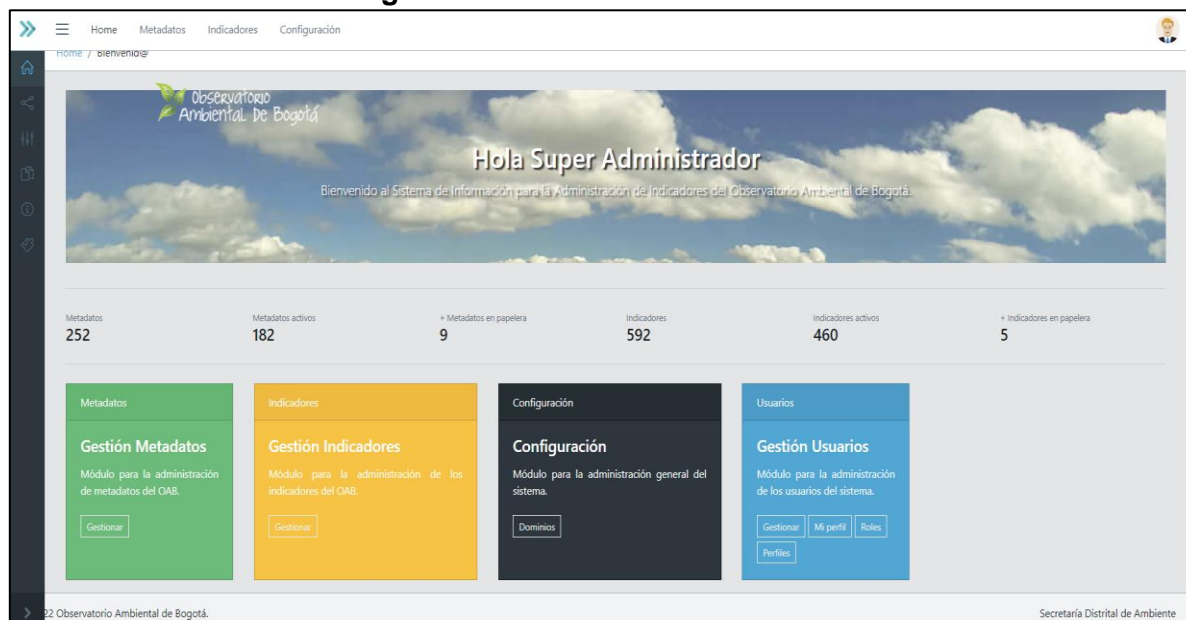 Home Metadatos Indicadores Configuración
Home / Bienvenid@
Observatorio
Ambiental De Bogotá
Hola Super Administrador
Bienvenido al Sistema de Información para la Administración de Indicadores del Observatorio Ambiental de Bogotá.
Metadatos
252
Metadatos activos
182
+ Metadatos en papelera
9
Indicadores
592
Indicadores activos
460
+ Indicadores en papelera
5
Metadatos
Gestión Metadatos
Módulo para la administración
de metadatos del OAB.
Gestionar
Indicadores
Gestión Indicadores
Módulo para la administración de los
indicadores del OAB.
Gestionar
Configuración
Configuración
Módulo para la administración general del
sistema.
Dominios
Usuarios
Gestión Usuarios
Módulo para la administración
de los usuarios del sistema.
Gestionar Mi perfil Roles
Perfiles
22 Observatorio Ambiental de Bogotá.
Secretaría Distrital de Ambiente